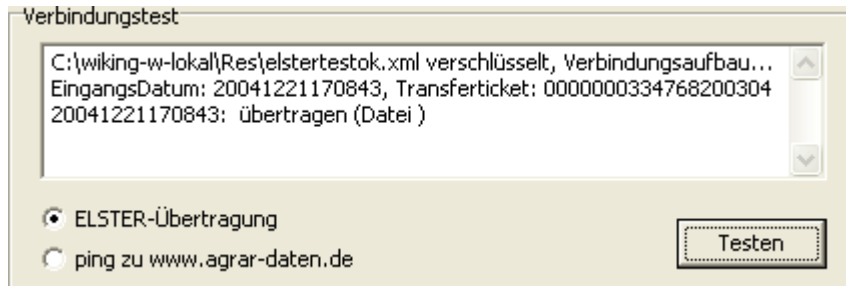 Verbindungstest
C:\wiking-w-lokal\Res\elstertestok.xml verschlüsselt, Verbindungsaufbau...
EingangsDatum: 20041221170843, Transferticket: 0000000334768200304
20041221170843: übertragen (Datei )
ELSTER-Übertragung
ping zu www.agrar-daten.de
Testen